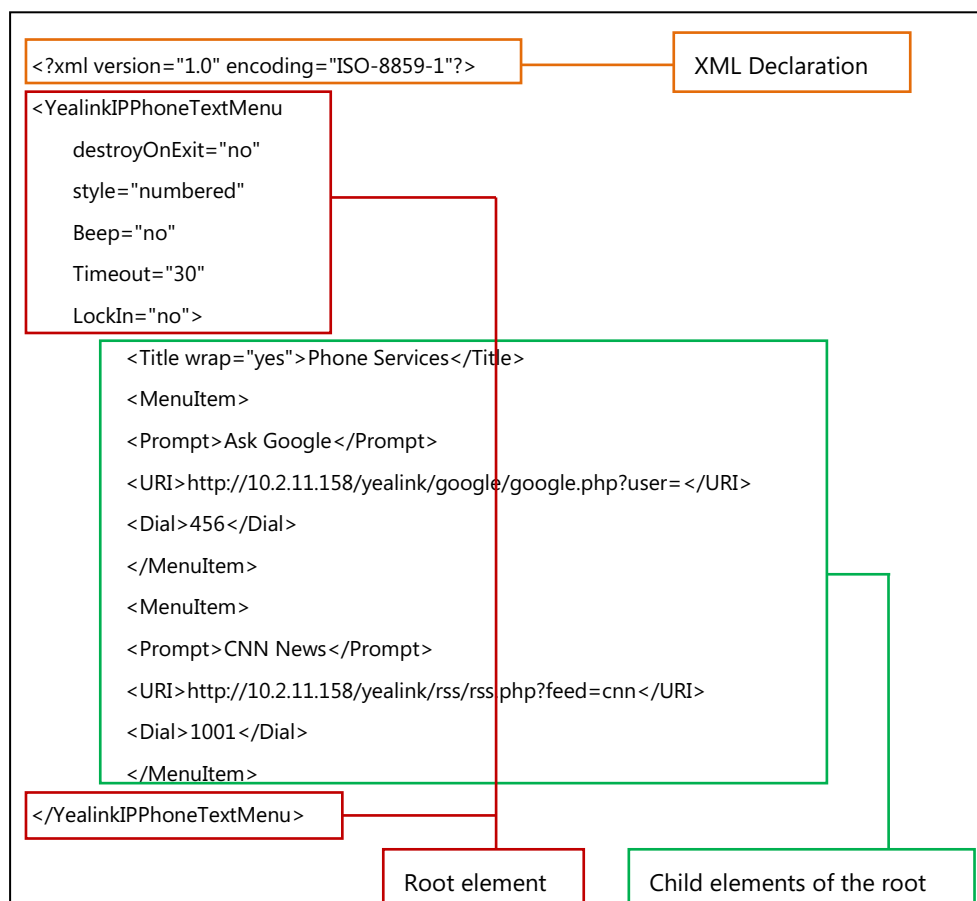 <?xml version="1.0" encoding="ISO-8859-1"?>
XML Declaration
<YealinkIPPhoneTextMenu
destroyOnExit="no"
style="numbered"
Beep="no"
Timeout="30"
LockIn="no">
<Title wrap="yes">Phone Services</Title>
<MenuItem>
<Prompt>Ask Google</Prompt>
<URI>http://10.2.11.158/yealink/google/google.php?user=</URI>
<Dial>456</Dial>
</MenuItem>
<MenuItem>
<Prompt>CNN News</Prompt>
<URI>http://10.2.11.158/yealink/rss/rss.php?feed=cnn</URI>
<Dial>1001</Dial>
</MenuItem>
</YealinkIPPhoneTextMenu>
Root element
Child elements of the root